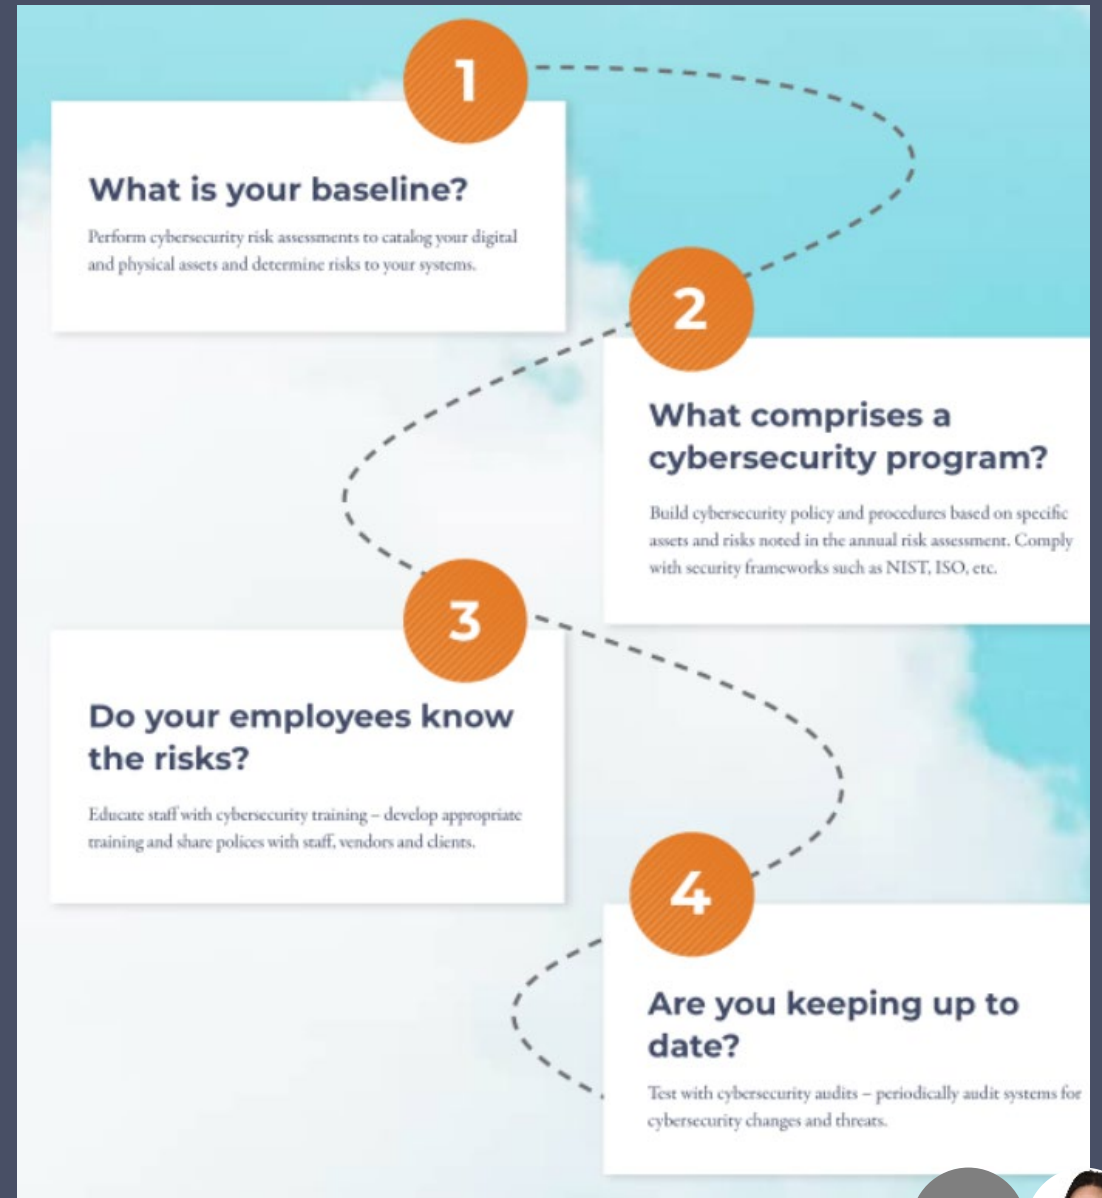 1
What is your baseline?
Perform cybersecurity risk assessments to catalog your digital
and physical assets and determine risks to your systems.
2
What comprises a
cybersecurity program?
Build cybersecurity policy and procedures based on specific
assets and risks noted in the annual risk assessment. Comply
with security frameworks such as NIST, ISO, etc.
3
Do your employees know
the risks?
Educate staff with cybersecurity training – develop appropriate
training and share polices with staff, vendors and clients.
4
Are you keeping up to
date?
Test with cybersecurity audits – periodically audit systems for
cybersecurity changes and threats.